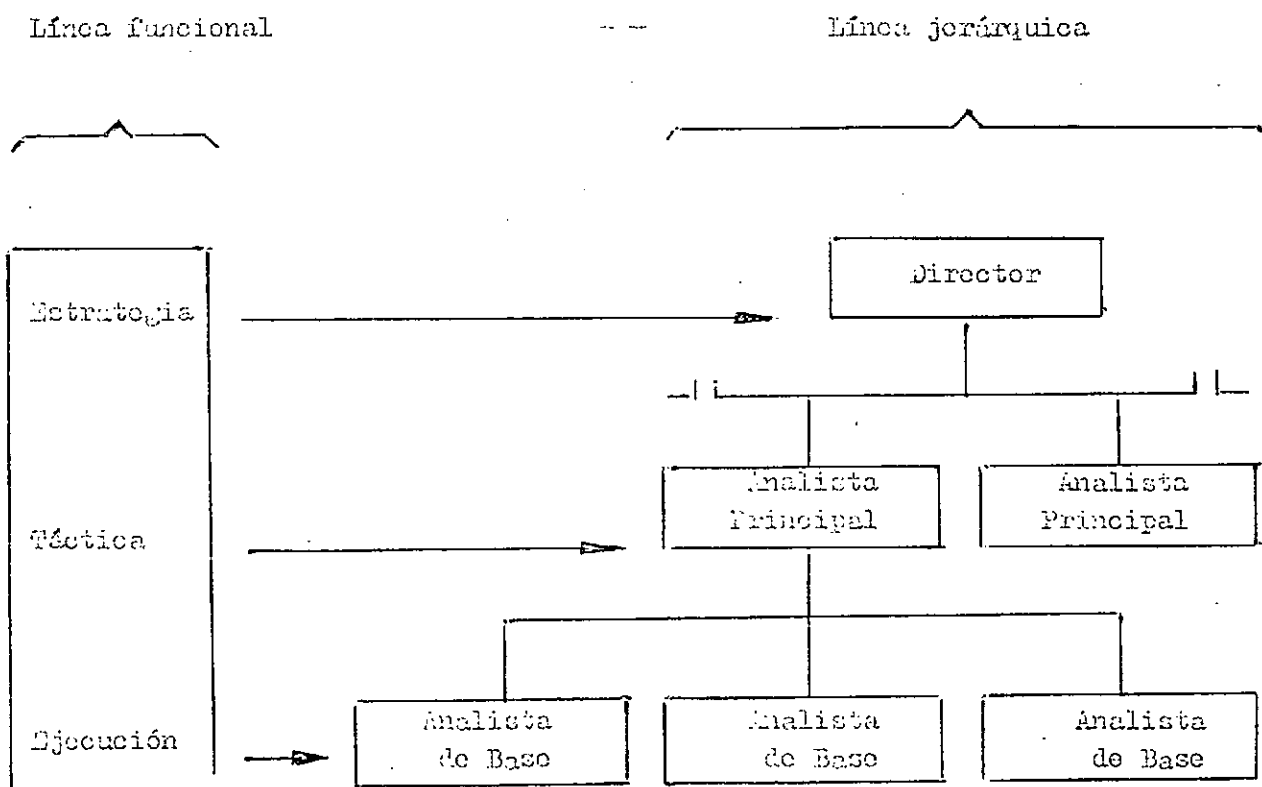 Línea funcional
Línea jerárquica
Estrategia
Director
Analista
Principal
Analista
Principal
Táctica
Ejecución
Analista
de Base
Analista
de Base
Analista
de Base